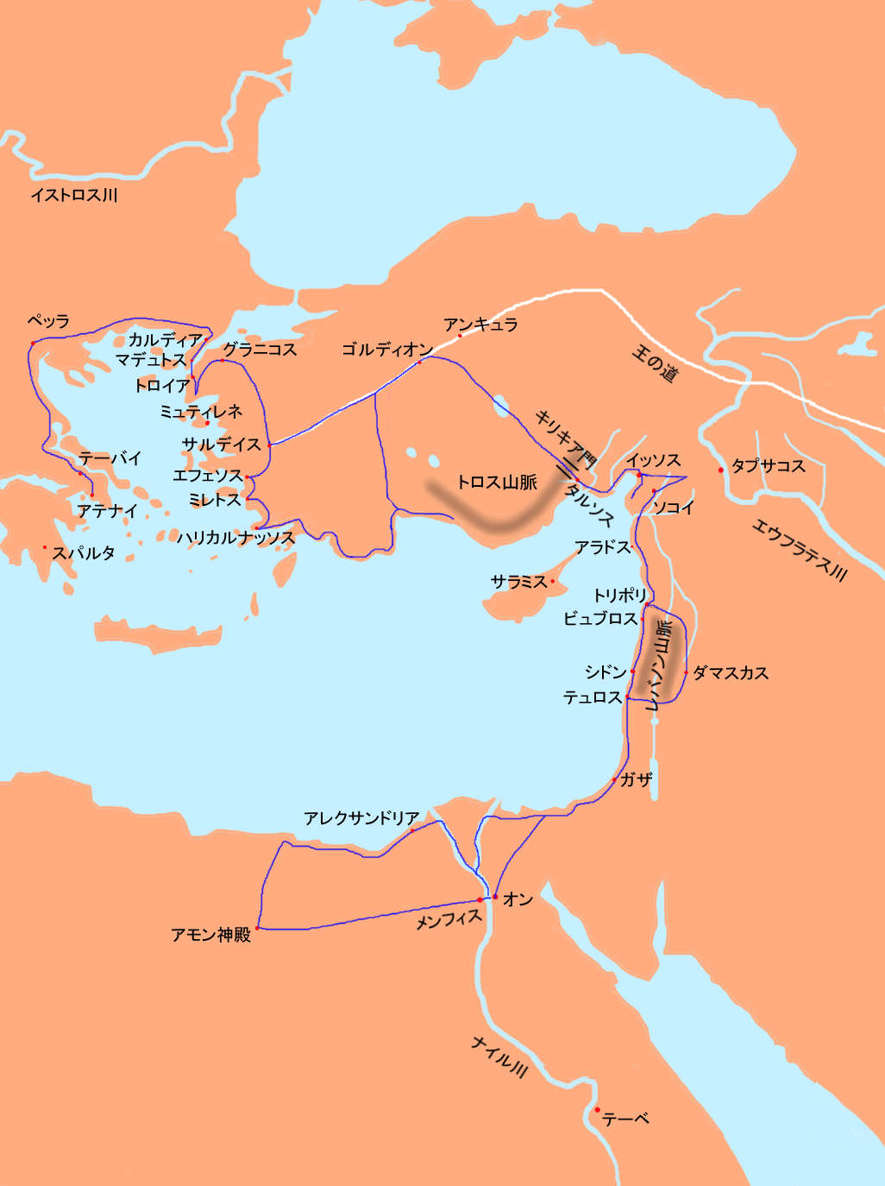 イストロス川
ペッラ
アンキュラ
カルディア
グラニコス
ゴルディオン
マデュトス
王の道
トロイア
ミュティレネ
サルデイス
キリキア門
テーバイ
イッソス
タプサコス
エフェソス
トロス山脈
ミレトス
タルソス
アテナイ
ソコイ
ハリカルナッソス
エウフラテス川
スパルタ
アラドス
サラミス
トリポリ
ビュブロス
レバノン山脈
シドン
ダマスカス
テュロス
ガザ
アレクサンドリア
オン
メンフィス
アモン神殿
ナイル川
テーベ